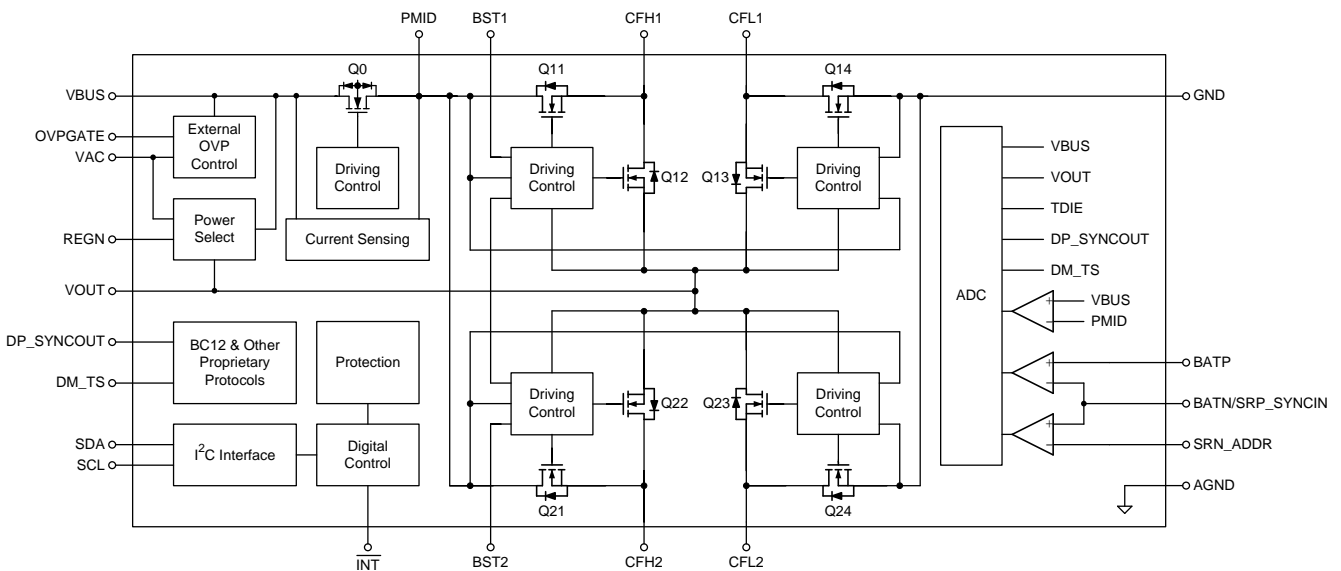 PMID
BST1
CFH1
CFL1
Q0
Q11
Q14
VBUS
GND
OVPGATE
VAC
External
OVP
Control
Driving
Control
Driving
Control
Q12
Q13
Driving
Control
VBUS
VOUT
TDIE
DP_SYNCOUT
DM_TS
REGN
Power
Select
Current Sensing
VOUT
ADC
VBUS
PMID
+
−
DP_SYNCOUT
DM_TS
BC12 & Other
Proprietary
Protocols
Protection
Driving
Control
Q22
Q23
Driving
Control
+
−
BATP
BATN/SRP_SYNCIN
+
−
SRN_ADDR
SDA
SCL
I²C Interface
Digital
Control
Q21
Q24
AGND
INT
BST2
CFH2
CFL2